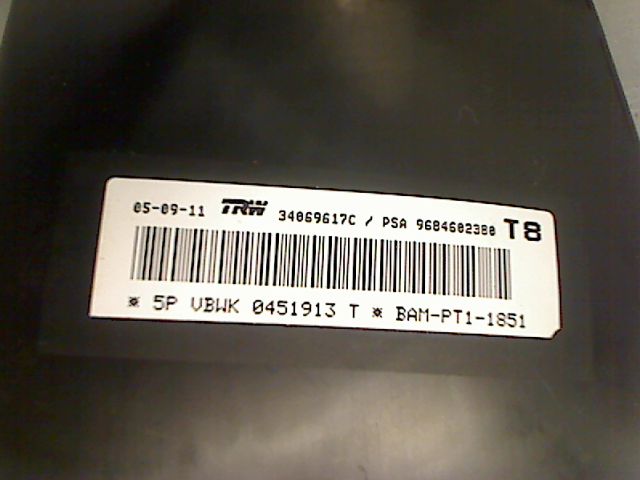 05-09-11 TRW 34069617C / PSA 9684602380 T8
* 5P VBWK 0451913 T * BAM-PT1-1851